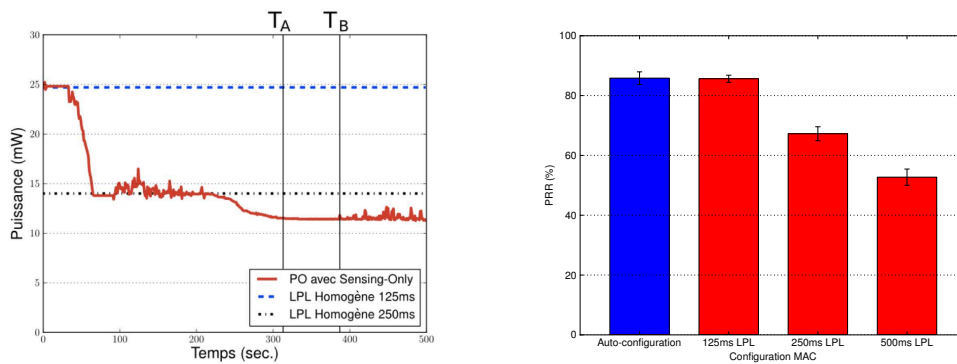 T_A T_B
30
25
20
15
10
5
0
Puissance (mW)
PO avec Sensing-Only
LPL Homogène 125ms
LPL Homogène 250ms
0 100 200 300 400 500
Temps (sec.)
100
80
60
40
20
0
PRR (%)
Auto-configuration 125ms LPL 250ms LPL 500ms LPL
Configuration MAC